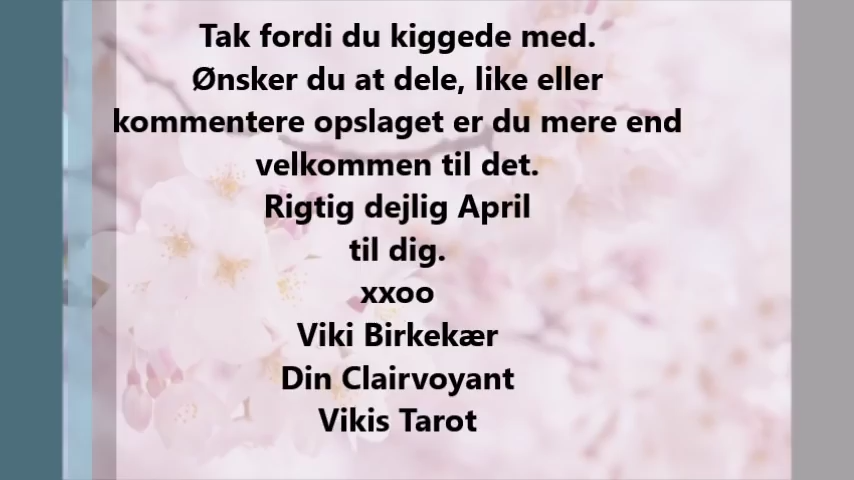 Tak fordi du kiggede med.
Ønsker du at dele, like eller
kommentere opslaget er du mere end
velkommen til det.
Rigtig dejlig April
til dig.
xxoo
Viki Birkekær
Din Clairvoyant
Vikis Tarot